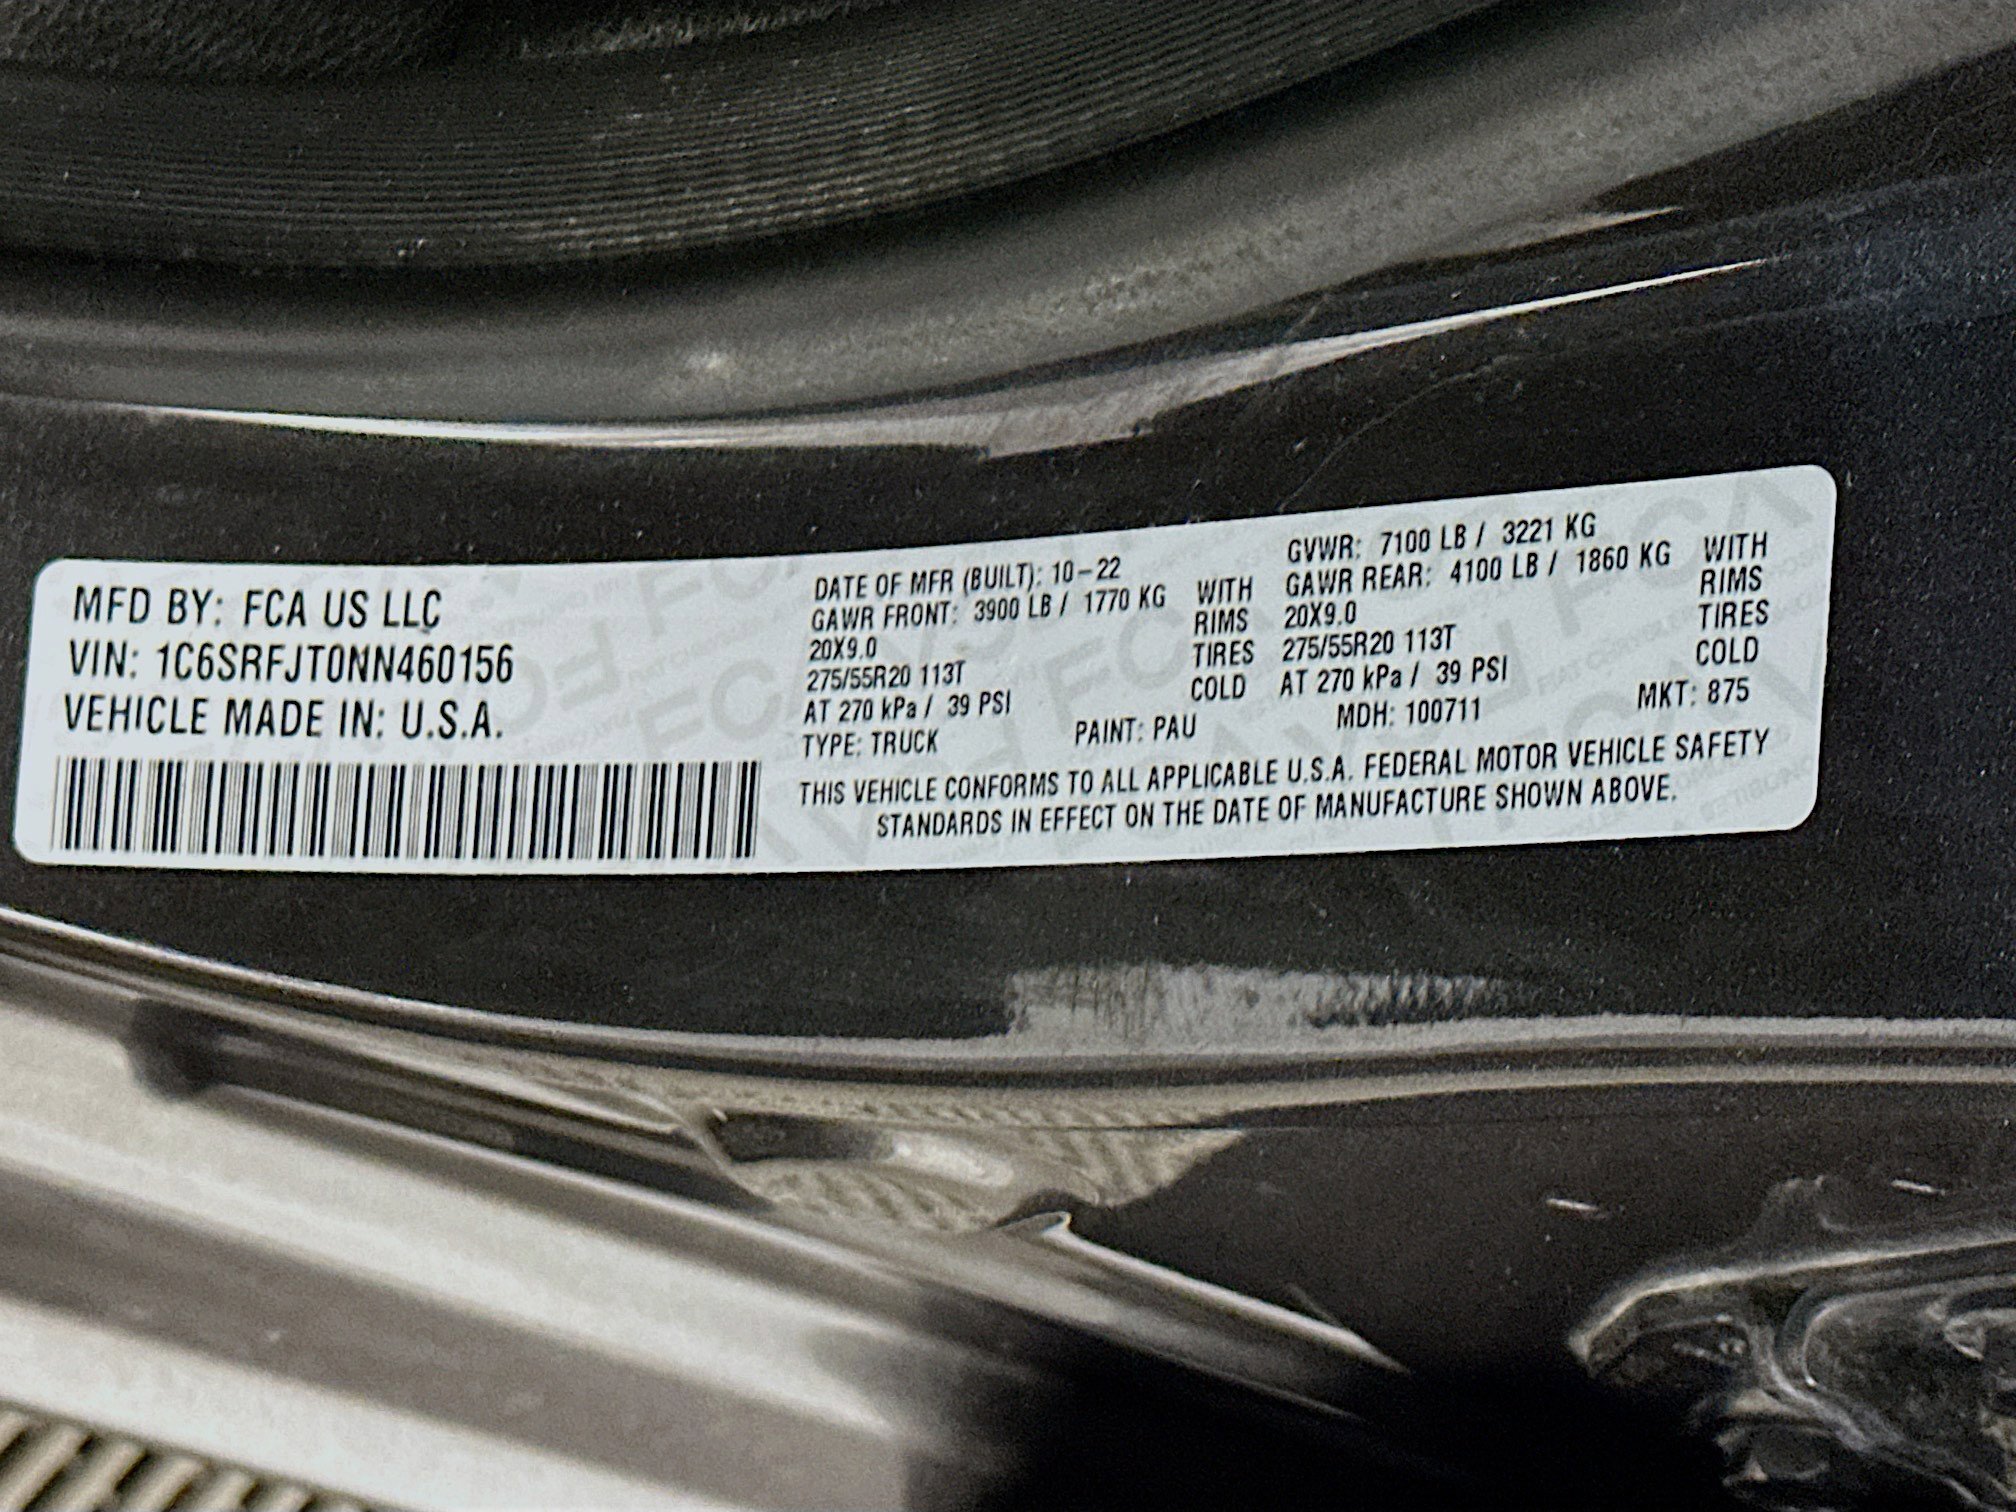 MFD BY: FCA US LLC
VIN: 1C6SRFJT0NN460156
VEHICLE MADE IN: U.S.A.
DATE OF MFR (BUILT): 10-22
GAWR FRONT: 3900 LB / 1770 KG WITH
20X9.0 RIMS
275/55R20 113T TIRES
AT 270 kPa / 39 PSI COLD
GVWR: 7100 LB / 3221 KG
GAWR REAR: 4100 LB / 1860 KG WITH
20X9.0 RIMS
275/55R20 113T TIRES
AT 270 kPa / 39 PSI COLD
TYPE: TRUCK PAINT: PAU MDH: 100711 MKT: 875
THIS VEHICLE CONFORMS TO ALL APPLICABLE U.S.A. FEDERAL MOTOR VEHICLE SAFETY
STANDARDS IN EFFECT ON THE DATE OF MANUFACTURE SHOWN ABOVE.